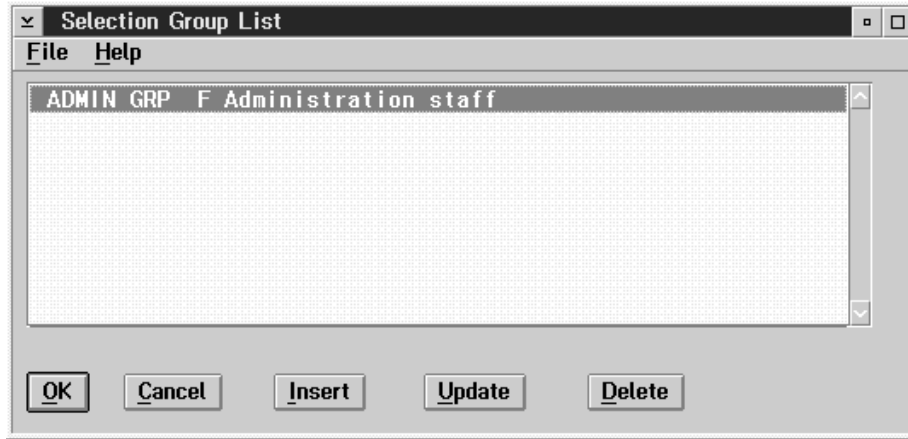 Selection Group List
File Help
ADMIN GRP F Administration staff
OK Cancel Insert Update Delete